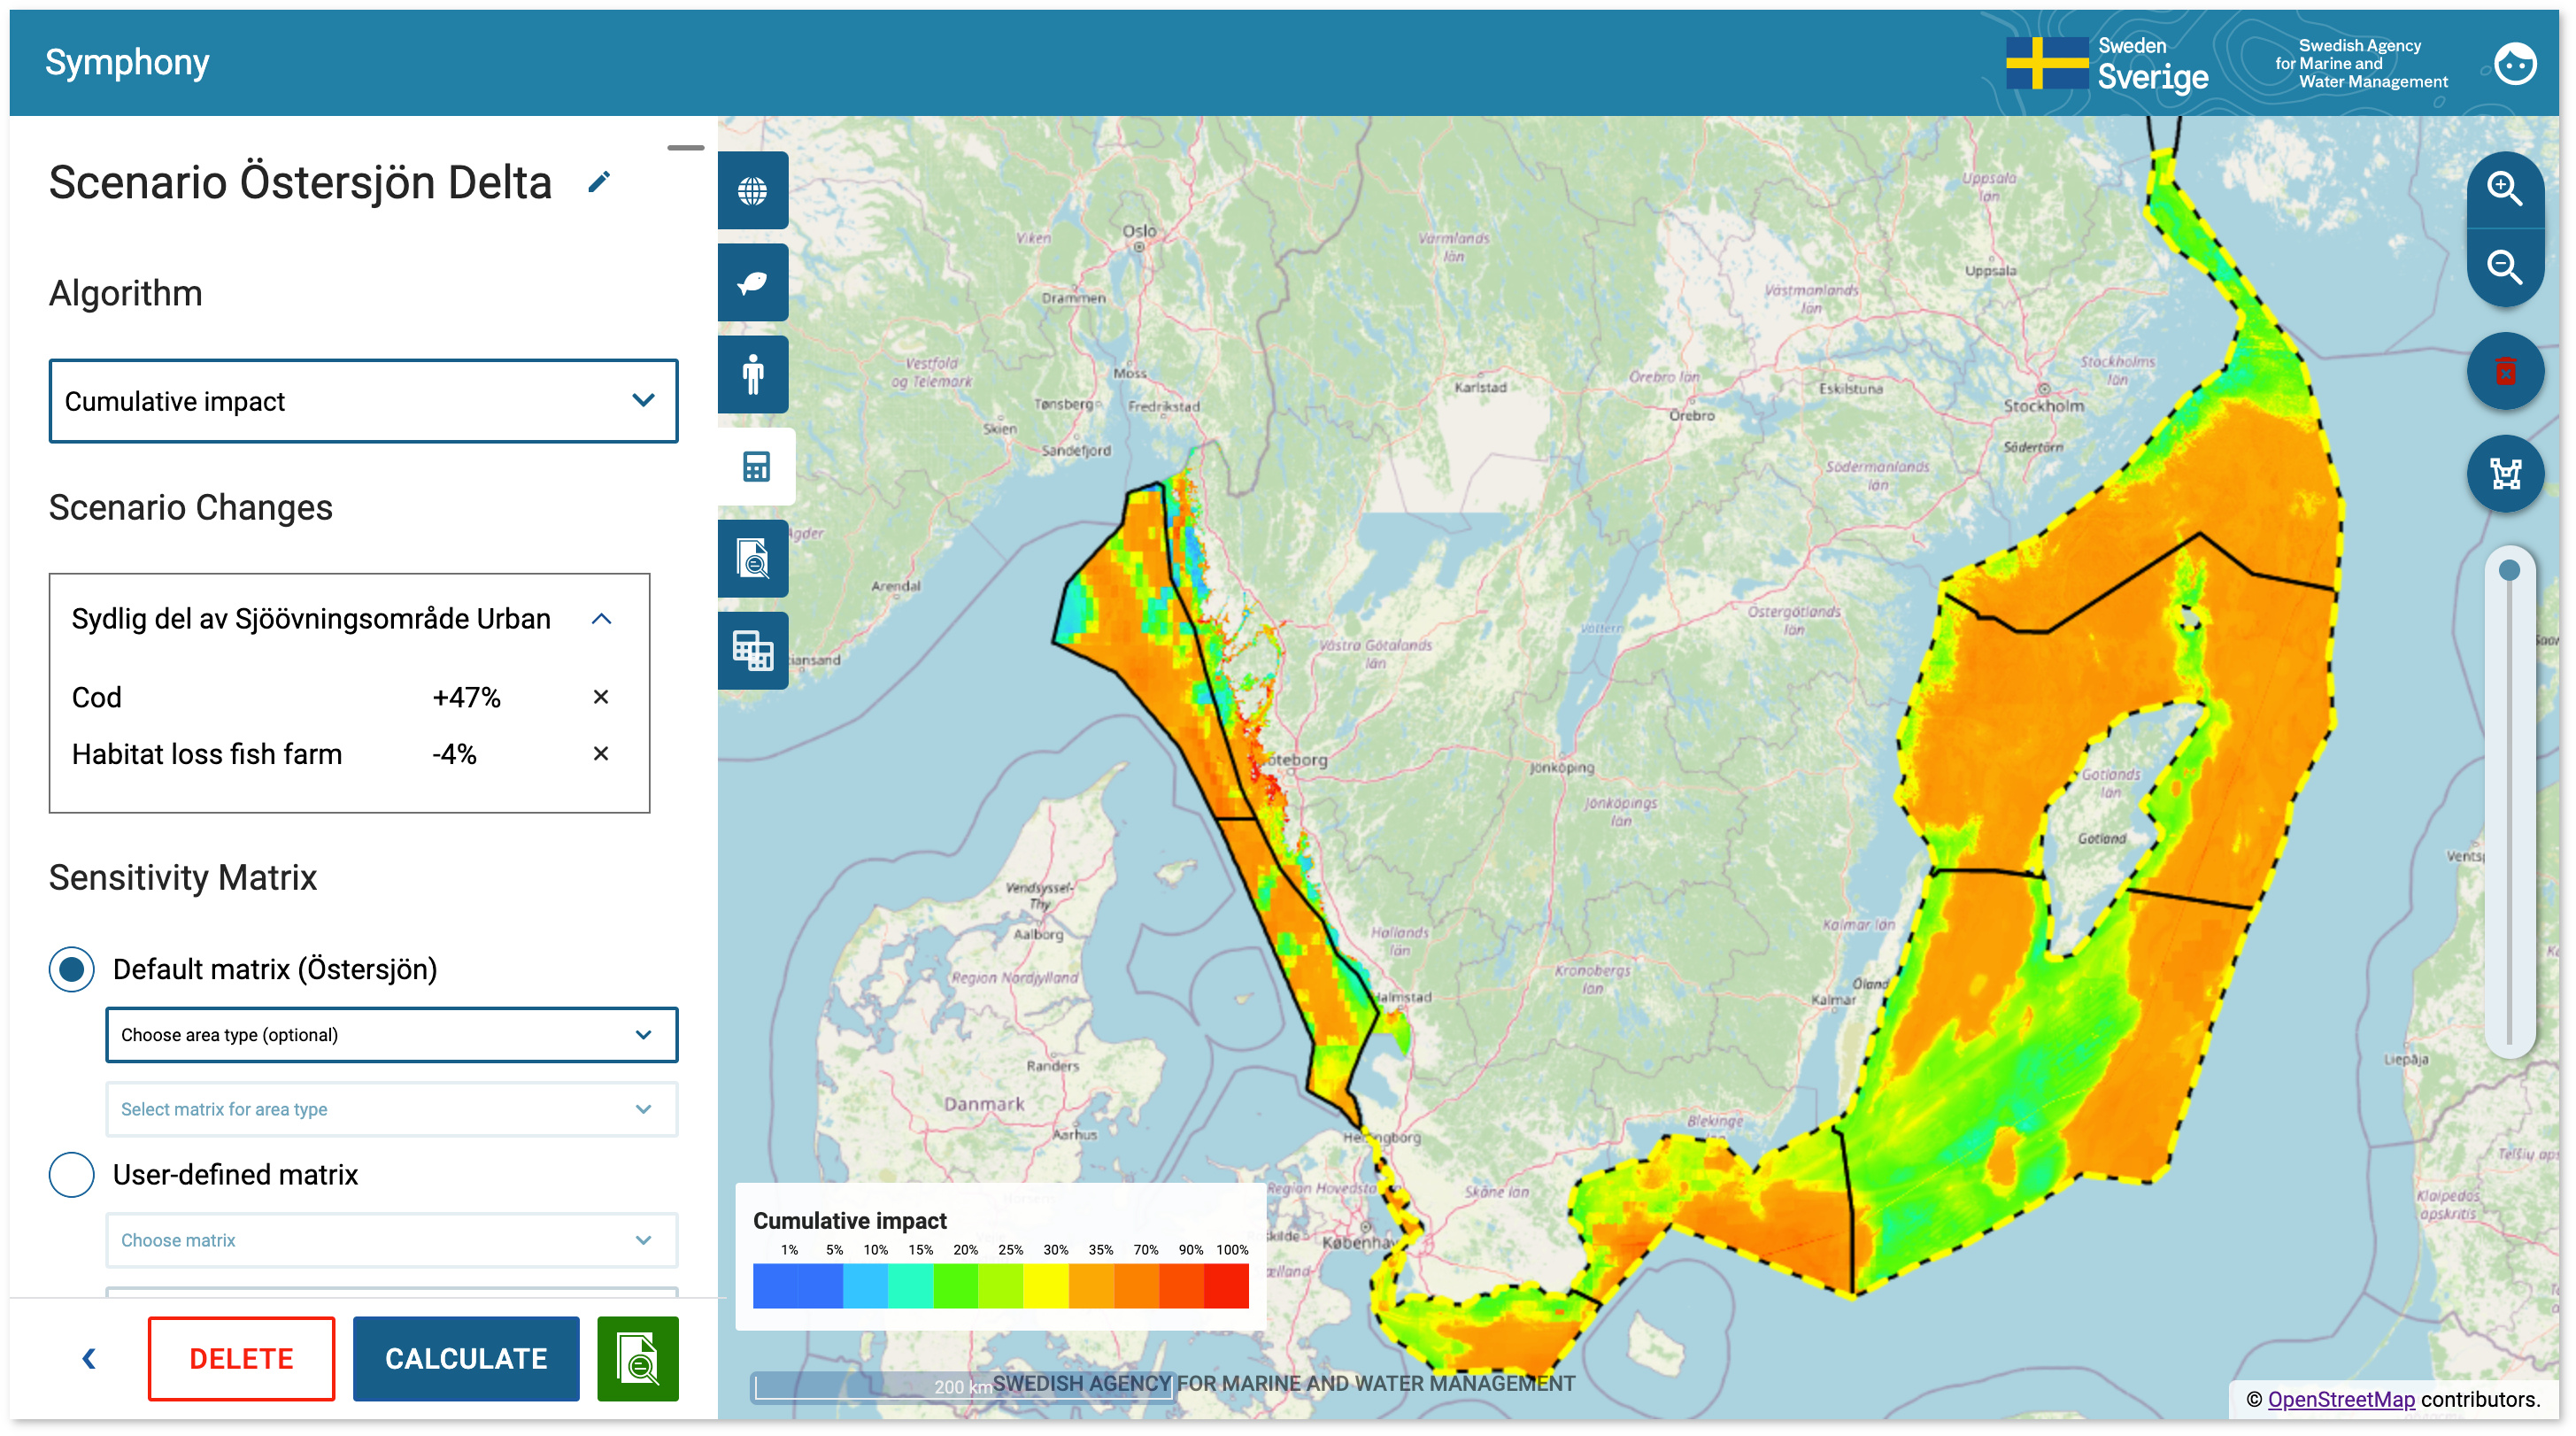 Symphony
Sweden
Sverige
Swedish Agency
for Marine and
Water Management
Scenario Östersjön Delta
Algorithm
Cumulative impact
Scenario Changes
Sydlig del av Sjöövningsområde Urban
Cod +47%
Habitat loss fish farm -4%
Sensitivity Matrix
Default matrix (Östersjön)
Choose area type (optional)
Select matrix for area type
User-defined matrix
Choose matrix
DELETE
CALCULATE
Uppsala
län
Oslo
Viken
Värmlands
län
Uppsala
Drammen
Västmanlands
län
Vestfold
og Telemark
Moss
Karlstad
Örebro län
Eskilstuna
Stockholms
län
Tønsberg
Fredrikstad
Örebro
Stockholm
Skien
Sandefjord
Södertörn
Södermanlands
län
Agder
Arendal
Östergötlands
län
Västra Götalands
län
Vättern
Göteborg
Jönköping
Gotlands
län
Jönköpings
län
Gotland
Vendsyssel-
Thy
Aalborg
Hallands
län
Kalmar län
Region Nordjylland
Kronobergs
län
Öland
Kalmar
Halmstad
Randers
Liepāja
Danmark
Aarhus
Blekinge
län
Skåne län
Region Hovedsta
Klaipėdos
apskritis
København
Cumulative impact
1% 5% 10% 15% 20% 25% 30% 35% 70% 90% 100%
200 km
SWEDISH AGENCY FOR MARINE AND WATER MANAGEMENT
© OpenStreetMap contributors.